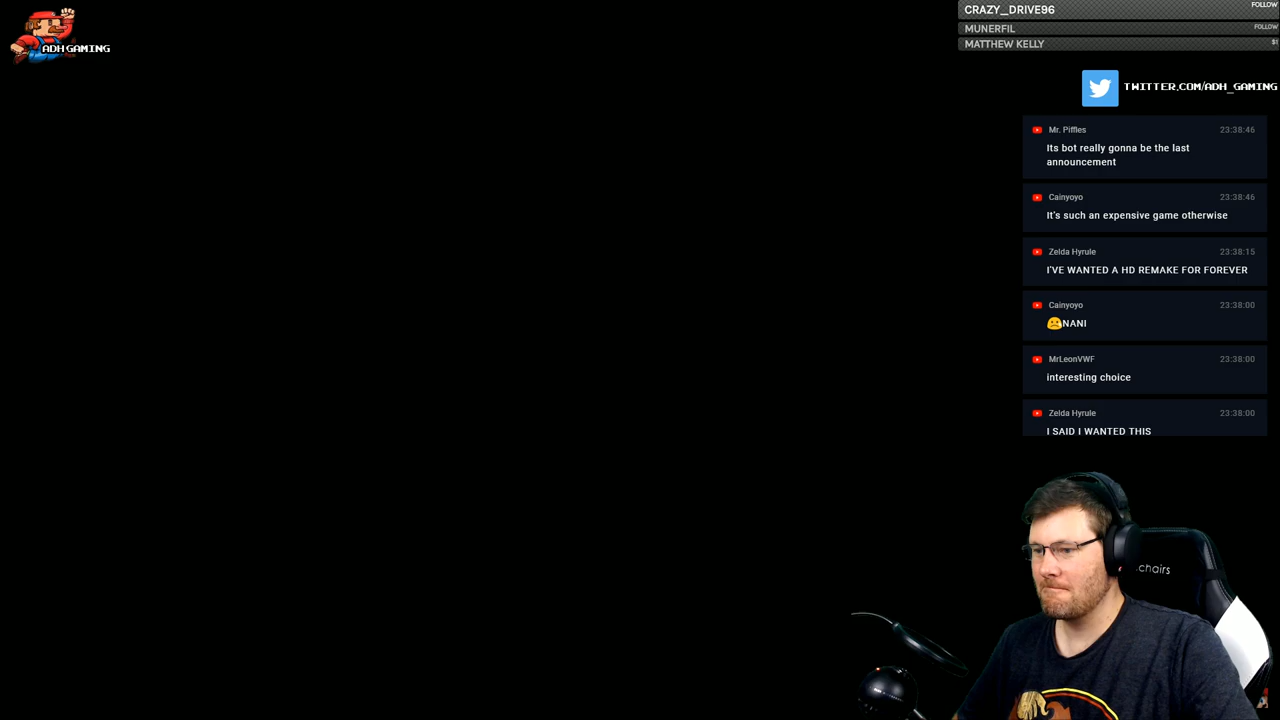 ADH GAMING
CRAZY_DRIVE96 FOLLOW
MUNERFIL FOLLOW
MATTHEW KELLY $1
TWITTER.COM/ADH_GAMING
Mr. Piffles 23:38:46
Its bot really gonna be the last
announcement
Cainyoyo 23:38:46
It's such an expensive game otherwise
Zelda Hyrule 23:38:15
I'VE WANTED A HD REMAKE FOR FOREVER
Cainyoyo 23:38:00
🙁NANI
MrLeonVWF 23:38:00
interesting choice
Zelda Hyrule 23:38:00
I SAID I WANTED THIS
chairs